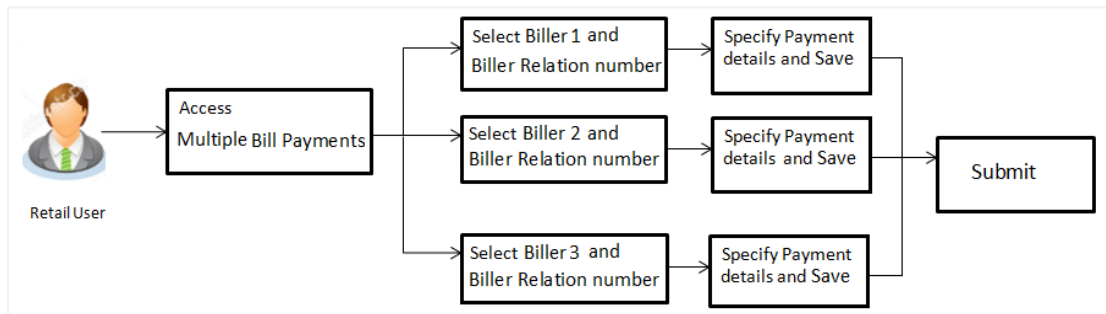 Retail User
Access
Multiple Bill Payments
Select Biller 1 and
Biller Relation number
Specify Payment
details and Save
Select Biller 2 and
Biller Relation number
Specify Payment
details and Save
Select Biller 3 and
Biller Relation number
Specify Payment
details and Save
Submit